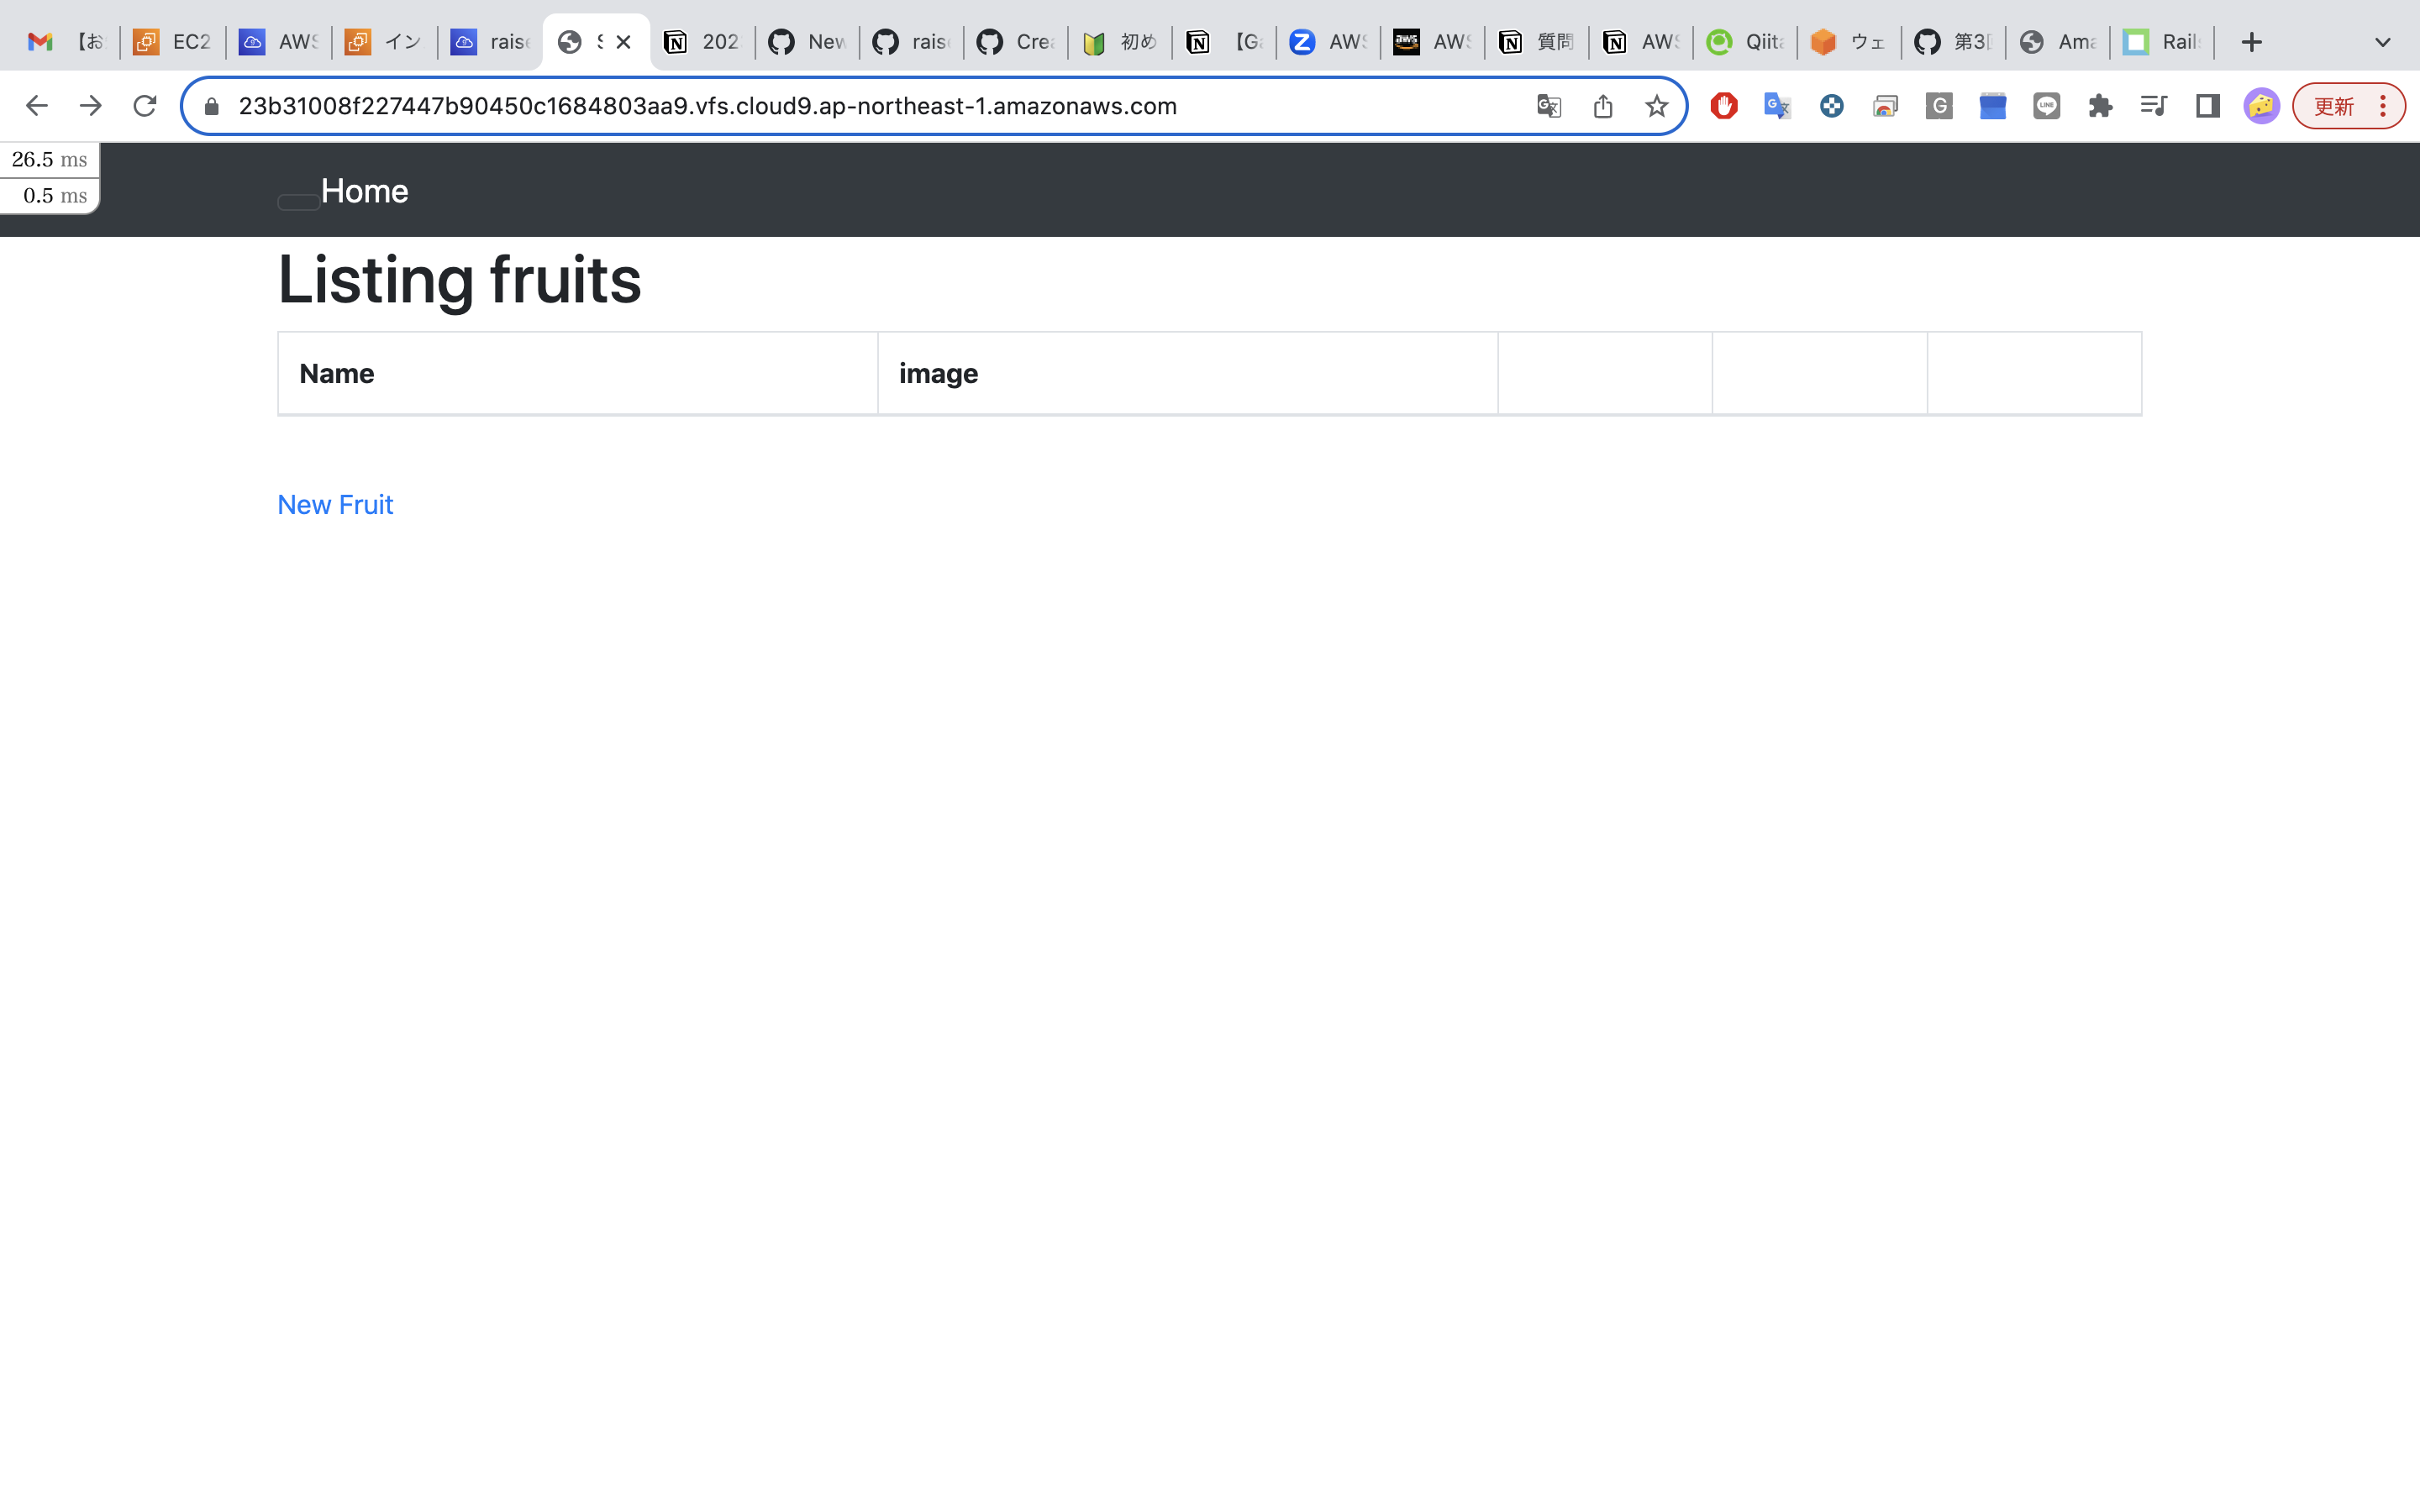 【お EC2 AWS イン raise 202 New raise Crea 初め 【Ga AWS AWS 質問 AWS Qiita ウェ 第3回 Ama Rails
23b31008f227447b90450c1684803aa9.vfs.cloud9.ap-northeast-1.amazonaws.com 更新
26.5 ms
0.5 ms
Home
Listing fruits
Name image
New Fruit